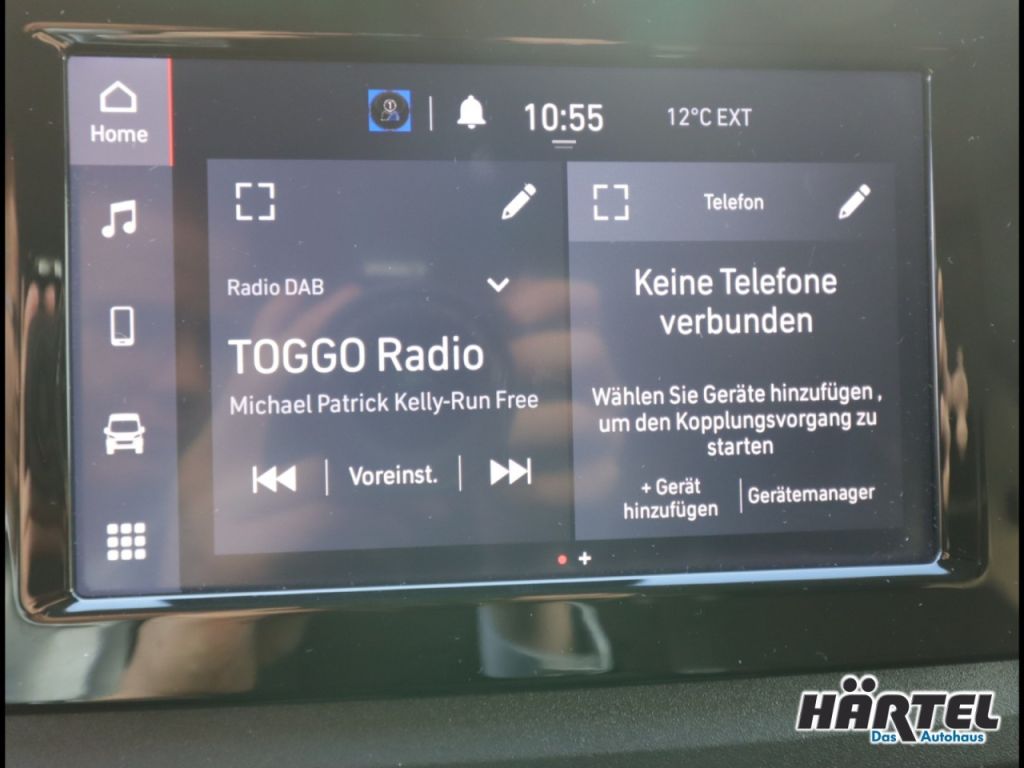 Home
10:55
12°C EXT
Radio DAB
TOGGO Radio
Michael Patrick Kelly-Run Free
Voreinst.
Telefon
Keine Telefone
verbunden
Wählen Sie Geräte hinzufügen ,
um den Kopplungsvorgang zu
starten
+ Gerät
hinzufügen
Gerätemanager
HÄRTEL
Das Autohaus